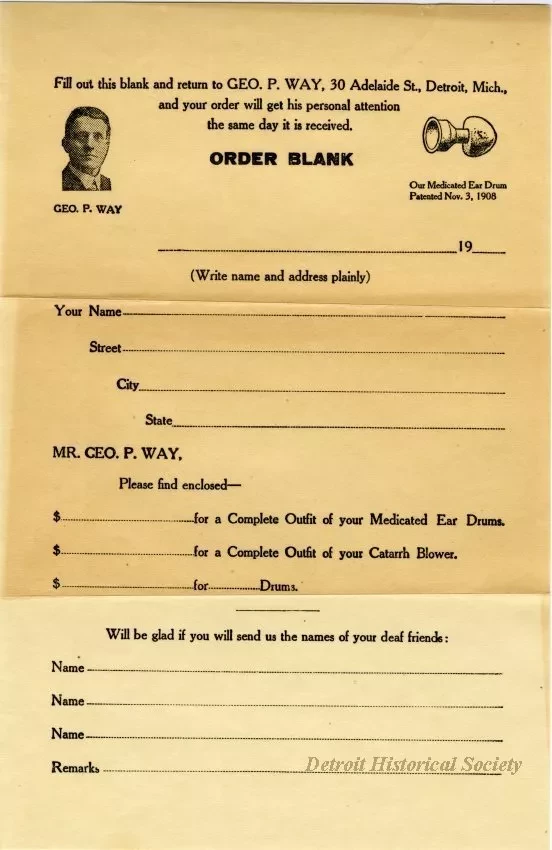 Fill out this blank and return to GEO. P. WAY, 30 Adelaide St., Detroit, Mich.,
and your order will get his personal attention
the same day it is received.
ORDER BLANK
GEO. P. WAY
Our Medicated Ear Drum
Patented Nov. 3, 1908
19
(Write name and address plainly)
Your Name
Street
City
State
MR. GEO. P. WAY,
Please find enclosed—
$ for a Complete Outfit of your Medicated Ear Drums.
$ for a Complete Outfit of your Catarrh Blower.
$ for Drums.
Will be glad if you will send us the names of your deaf friends:
Name
Name
Name
Remarks
Detroit Historical Society